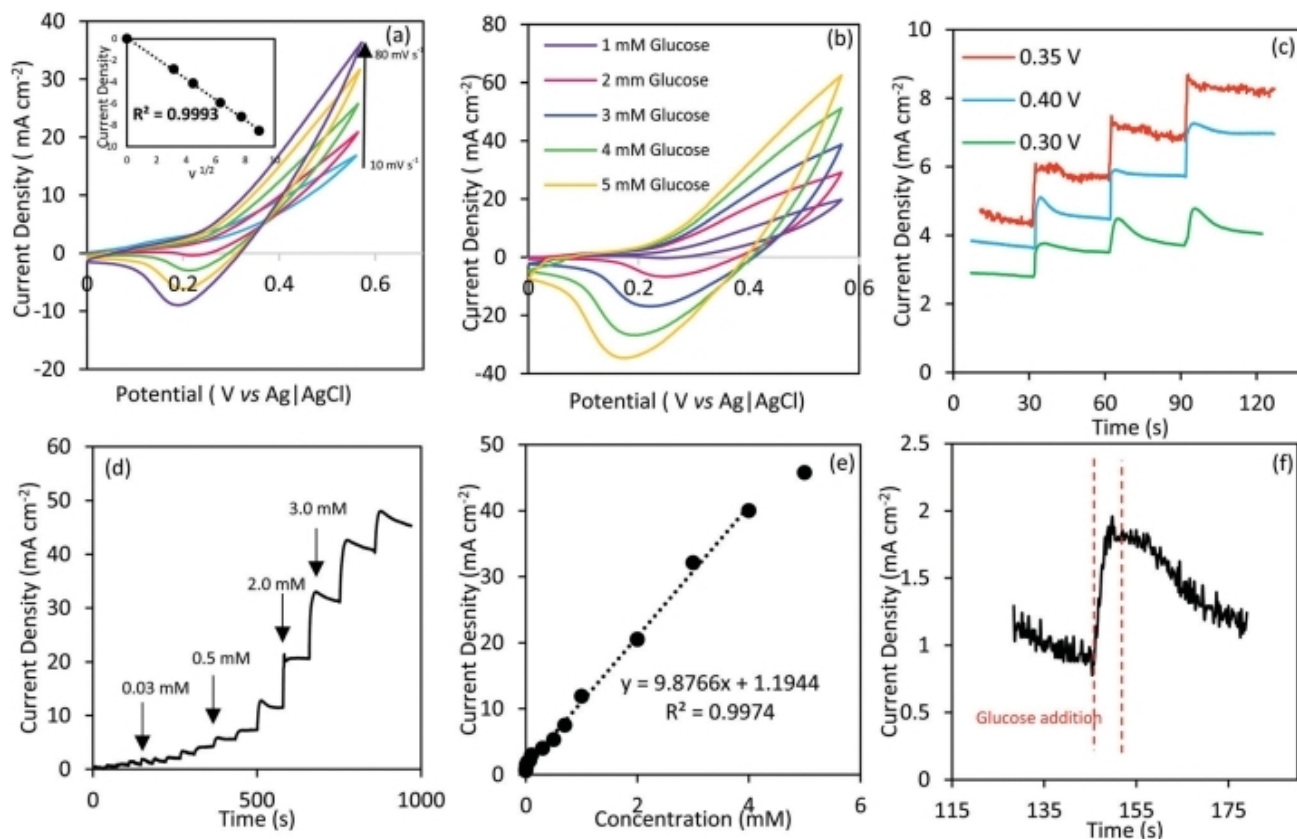 (a)
40
30
20
10
0
-10
-20
0
0.2
0.4
0.6
Current Density ( mA cm-2)
Potential ( V vs Ag|AgCl)
80 mV s-1
10 mV s-1
Current Density
0
-2
-4
-6
-8
10
R² = 0.9993
0
2
4
6
8
10
V 1/2
(b)
80
60
40
20
0
-20
-40
0
0.2
0.4
0.6
Current Density ( mA cm-2)
Potential ( V vs Ag|AgCl)
1 mM Glucose
2 mm Glucose
3 mM Glucose
4 mM Glucose
5 mM Glucose
(c)
10
8
6
4
2
0
0
30
60
90
120
Current Density (mA cm-2)
Time (s)
0.35 V
0.40 V
0.30 V
(d)
60
50
40
30
20
10
0
0
500
1000
Current Density (mA cm-2)
Time (s)
0.03 mM
0.5 mM
2.0 mM
3.0 mM
(e)
50
40
30
20
10
0
0
2
4
6
Current Desnity (mA cm-2)
Concentration (mM)
y = 9.8766x + 1.1944
R² = 0.9974
(f)
2.5
2
1.5
1
0.5
0
115
135
155
175
Current Density (mA cm-2)
Time (s)
Glucose addition